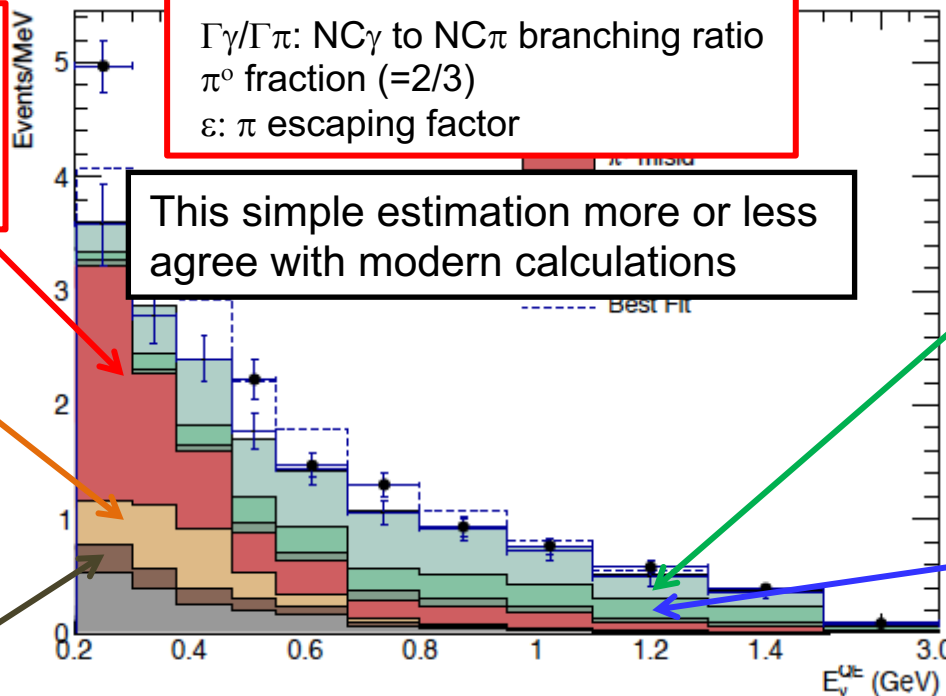 Γγ/Γπ: NCγ to NCπ branching ratio
πº fraction (=2/3)
ε: π escaping factor
This simple estimation more or less
agree with modern calculations
Best Fit
Events/MeV
5
4
3
2
1
0
0.2 0.4 0.6 0.8 1 1.2 1.4 3.0
E_ν^QE (GeV)